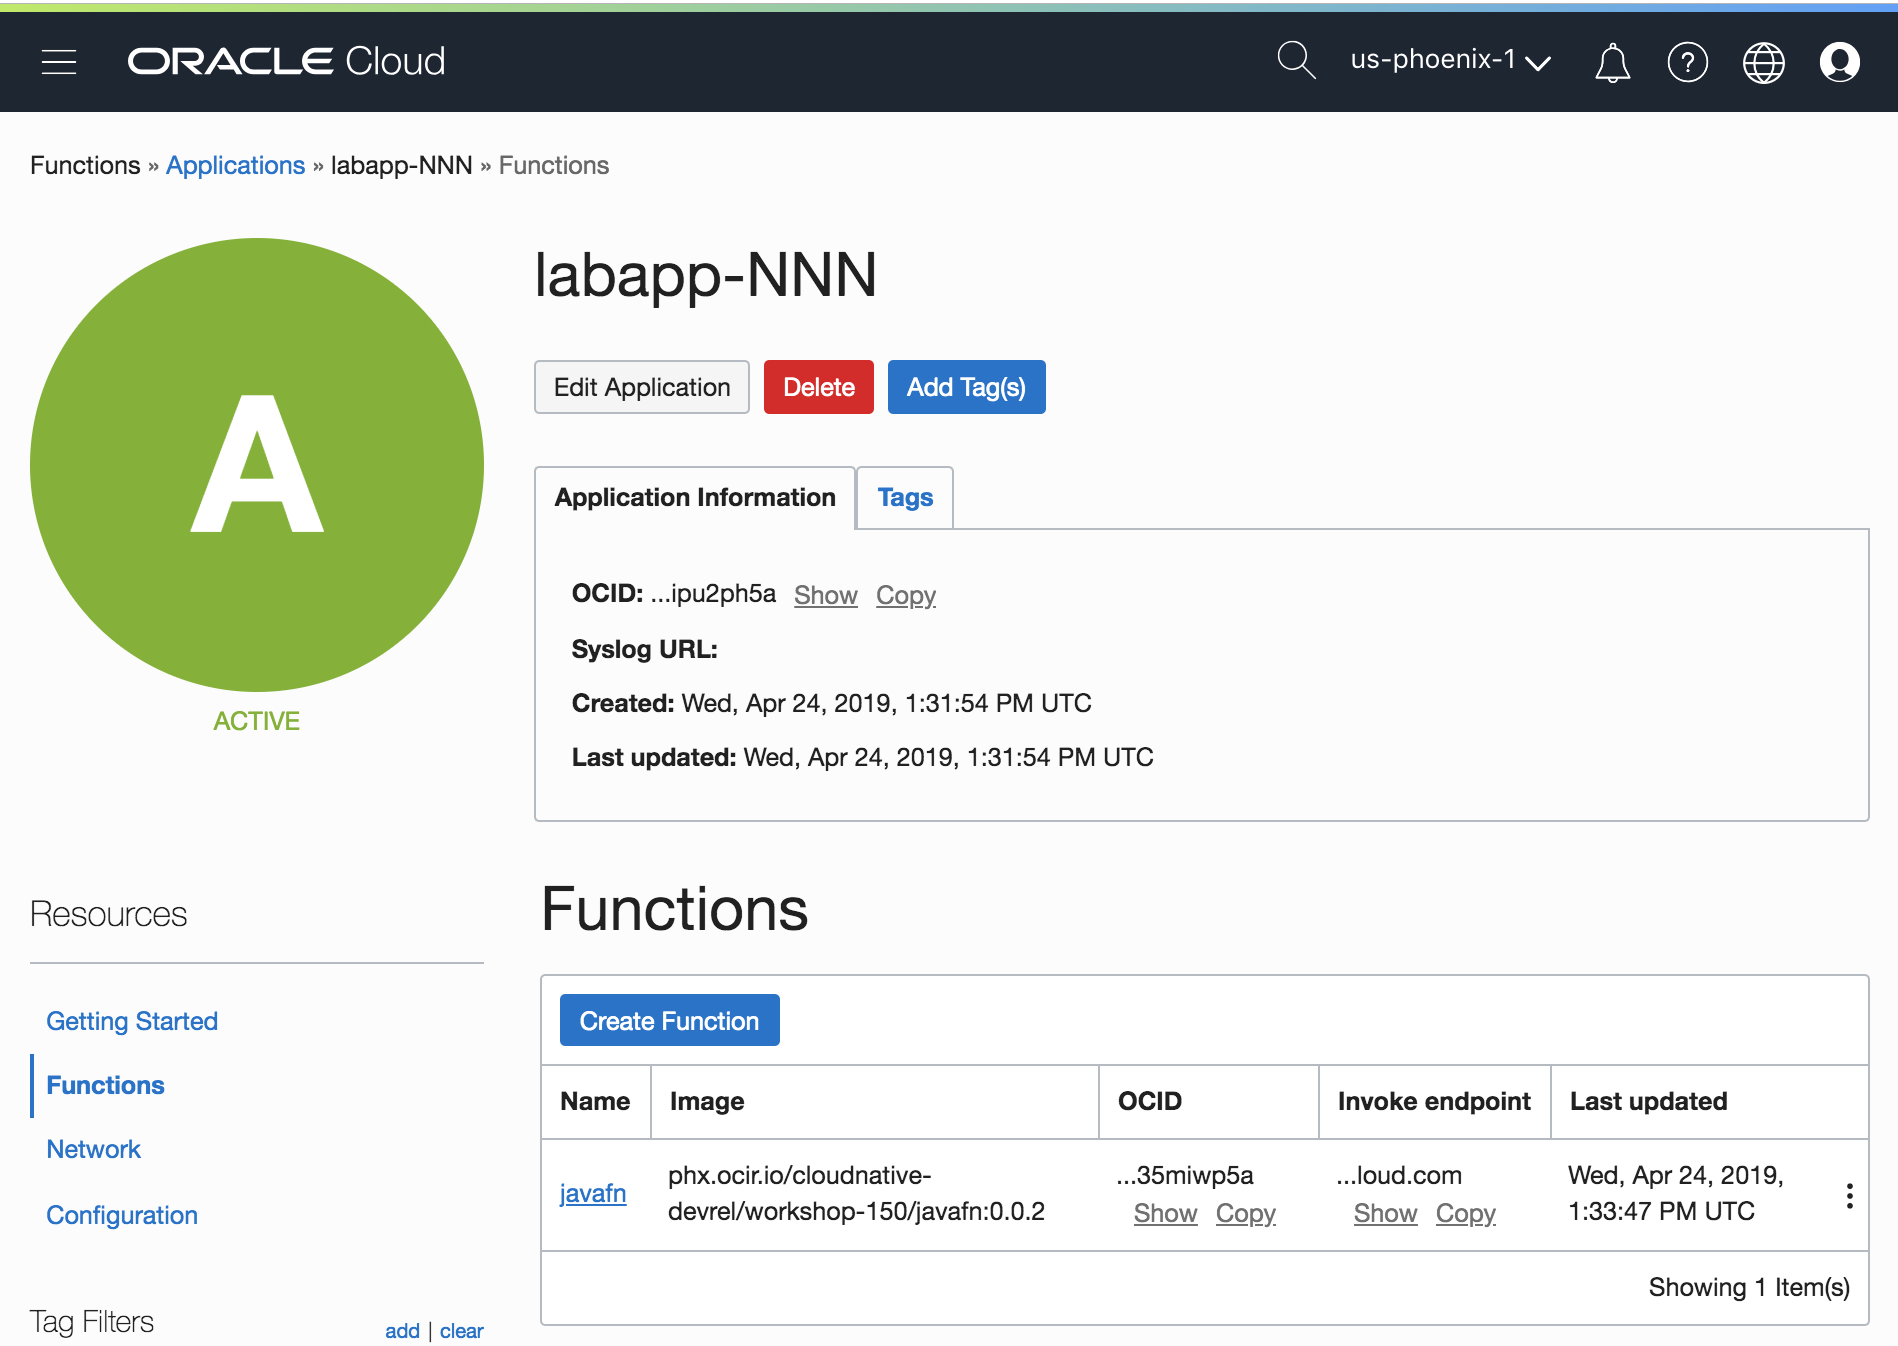 ORACLE Cloud
us-phoenix-1
Functions » Applications » labapp-NNN » Functions
A
ACTIVE
labapp-NNN
Edit Application Delete Add Tag(s)
Application Information Tags
OCID: ...ipu2ph5a Show Copy
Syslog URL:
Created: Wed, Apr 24, 2019, 1:31:54 PM UTC
Last updated: Wed, Apr 24, 2019, 1:31:54 PM UTC
Resources
Getting Started
Functions
Network
Configuration
Tag Filters add | clear
Functions
Create Function
Name Image OCID Invoke endpoint Last updated
javafn phx.ocir.io/cloudnative- ...35miwp5a ...loud.com Wed, Apr 24, 2019,
devrel/workshop-150/javafn:0.0.2 Show Copy Show Copy 1:33:47 PM UTC
Showing 1 Item(s)